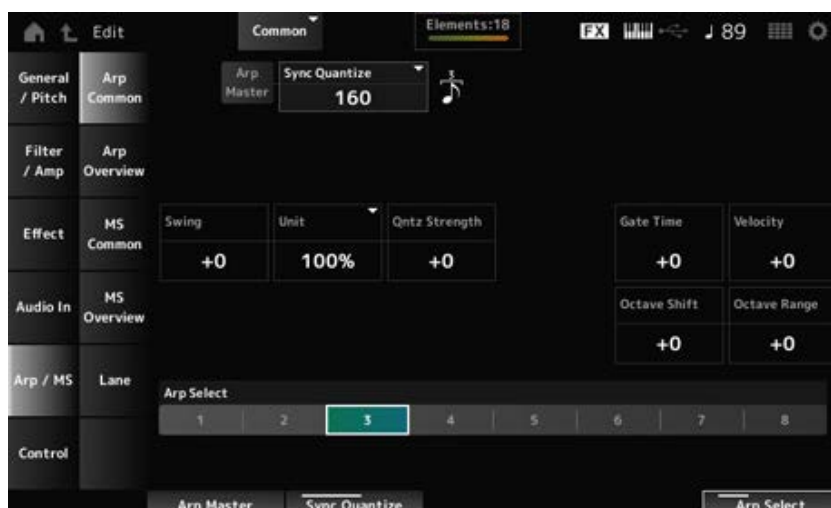 Edit
Common
Elements:18
FX
89
General / Pitch
Arp Common
Arp Master
Sync Quantize
160
3
Filter / Amp
Arp Overview
Effect
MS Common
Swing
Unit
Qntz Strength
Gate Time
Velocity
+0
100%
+0
+0
+0
Audio In
MS Overview
Octave Shift
Octave Range
+0
+0
Arp / MS
Lane
Arp Select
1 2 3 4 5 6 7 8
Control
Arp Master
Sync Quantize
Arp Select